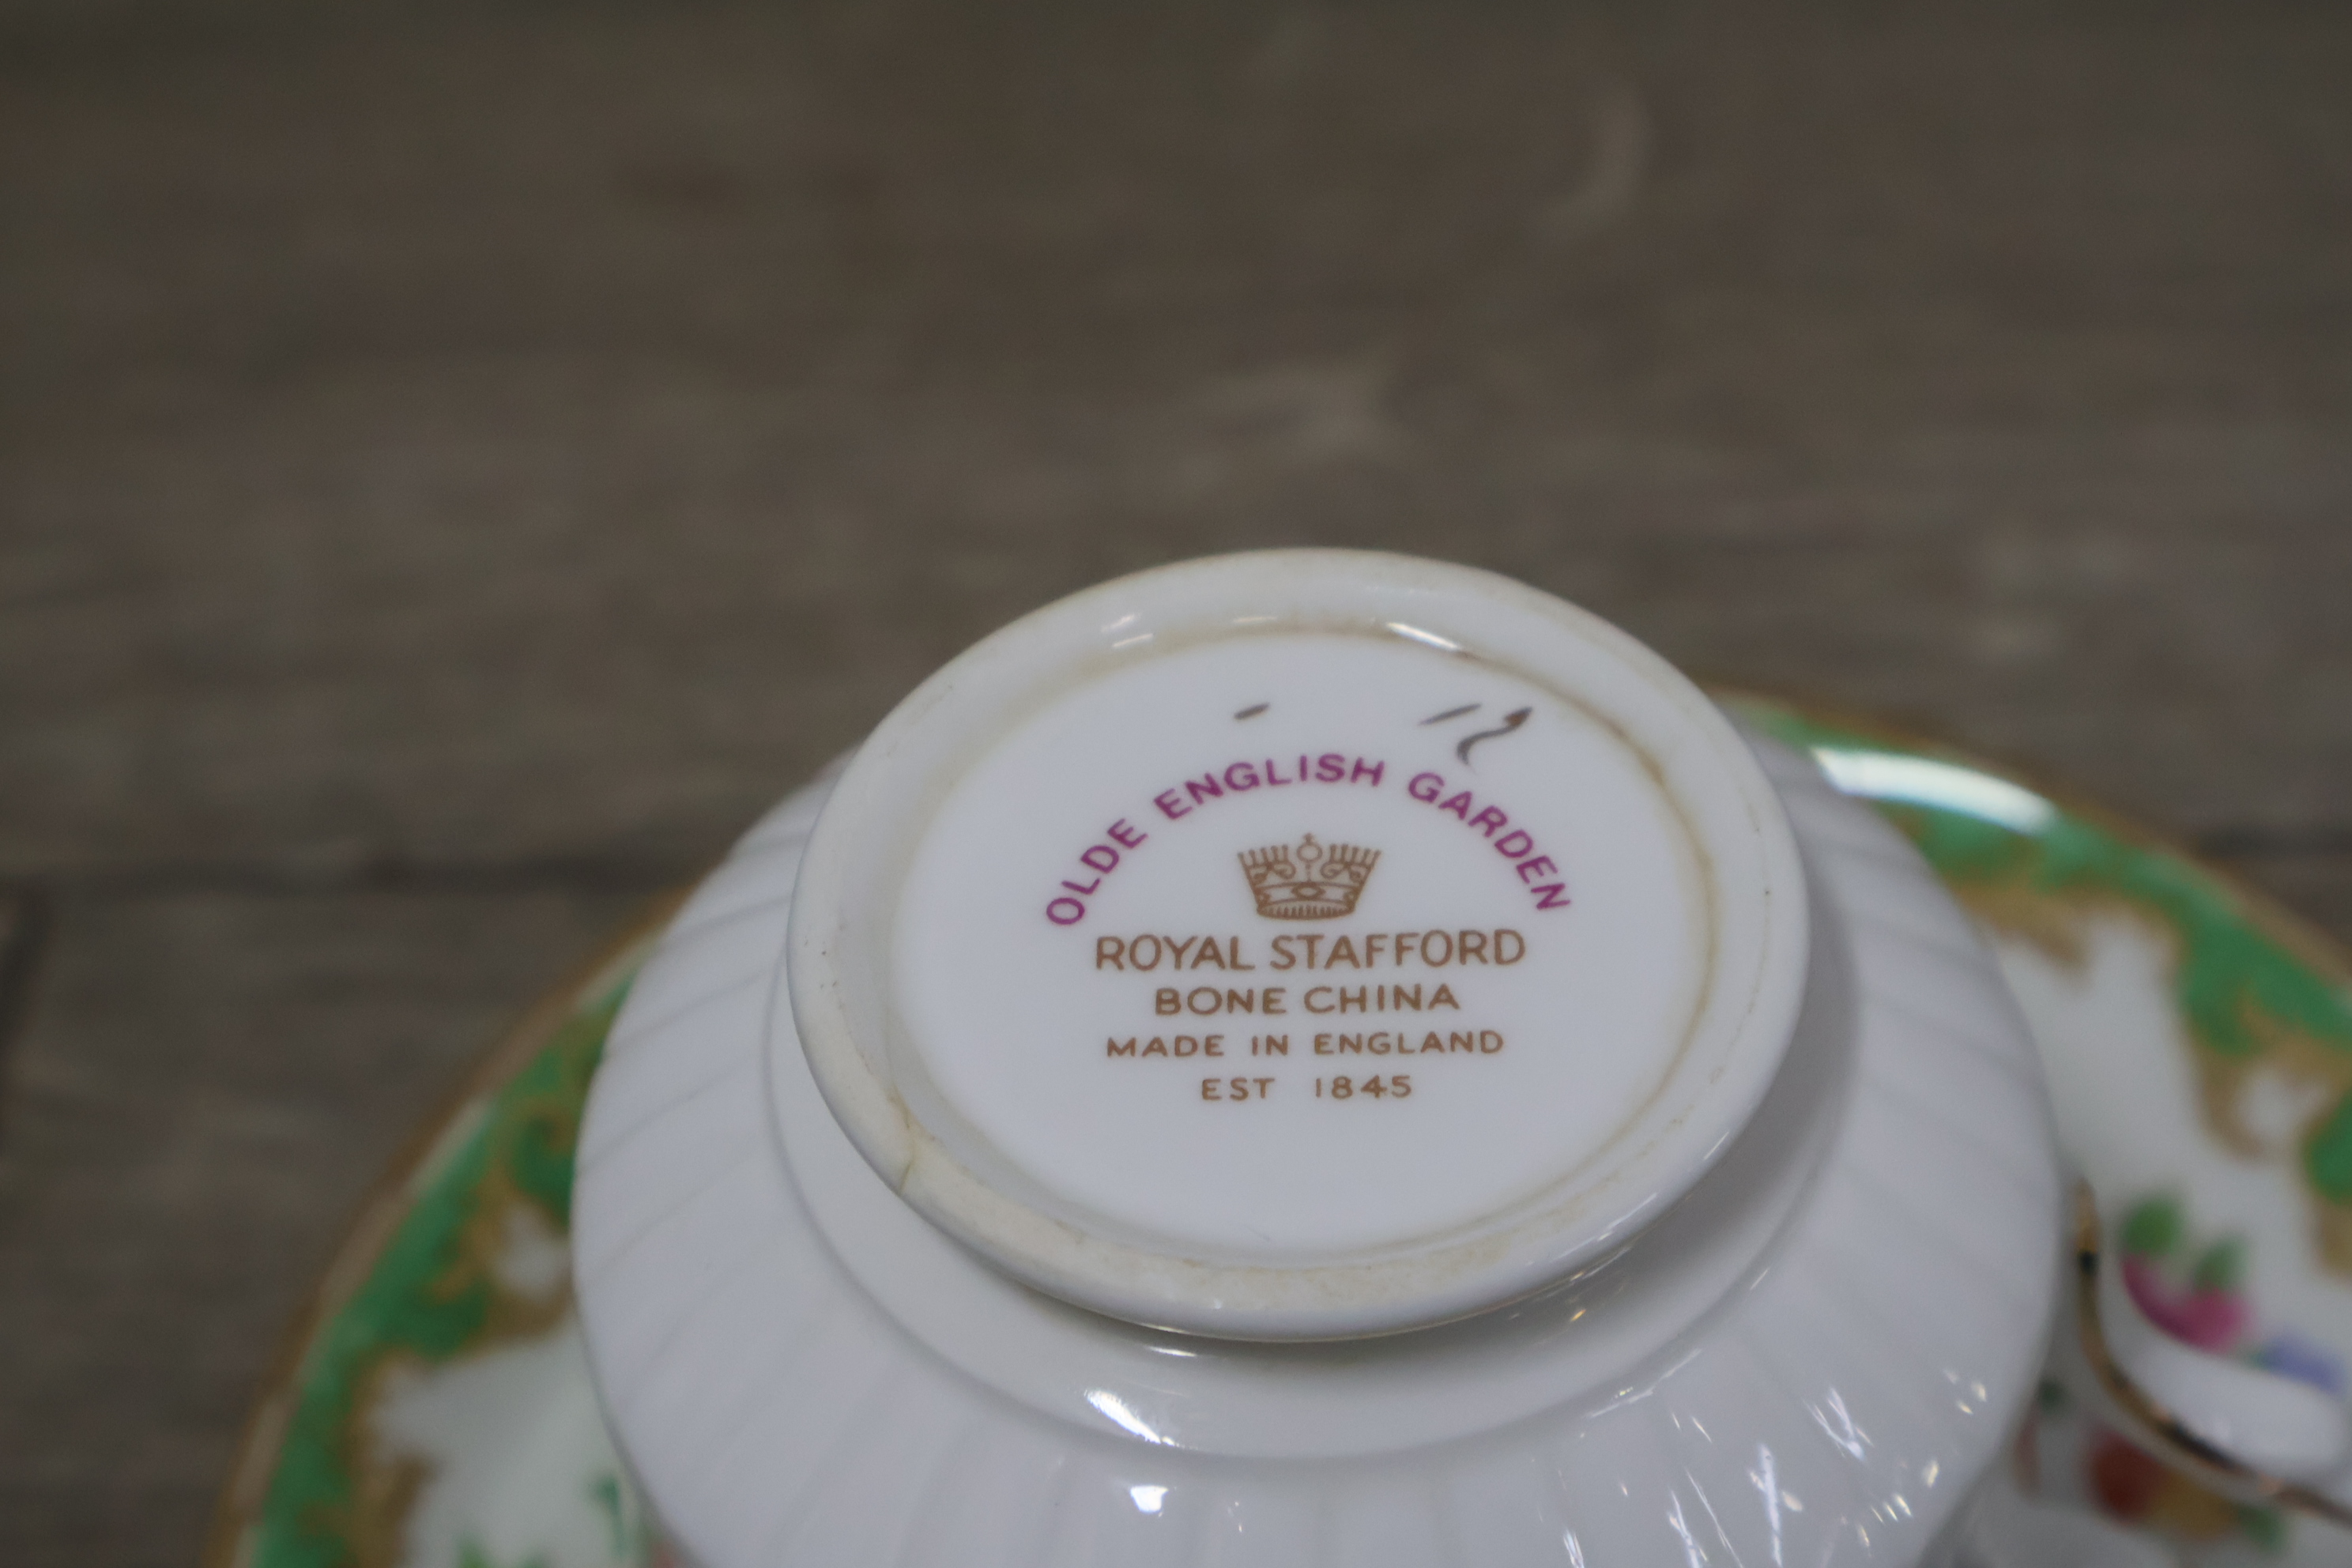 OLDE ENGLISH GARDEN
ROYAL STAFFORD
BONE CHINA
MADE IN ENGLAND
EST 1845